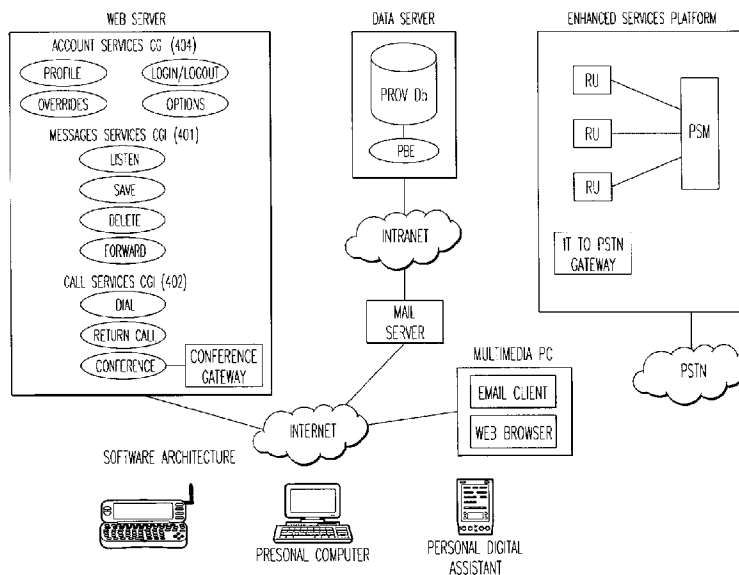 WEB SERVER
ACCOUNT SERVICES CG (404)
PROFILE
LOGIN/LOGOUT
OVERRIDES
OPTIONS
MESSAGES SERVICES CGI (401)
LISTEN
SAVE
DELETE
FORWARD
CALL SERVICES CGI (402)
DIAL
RETURN CALL
CONFERENCE
CONFERENCE
GATEWAY
DATA SERVER
PROV Db
PBE
INTRANET
MAIL
SERVER
ENHANCED SERVICES PLATFORM
RU
RU
RU
PSM
IT TO PSTN
GATEWAY
PSTN
MULTIMEDIA PC
EMAIL CLIENT
WEB BROWSER
INTERNET
SOFTWARE ARCHITECTURE
PRESONAL COMPUTER
PERSONAL DIGITAL
ASSISTANT